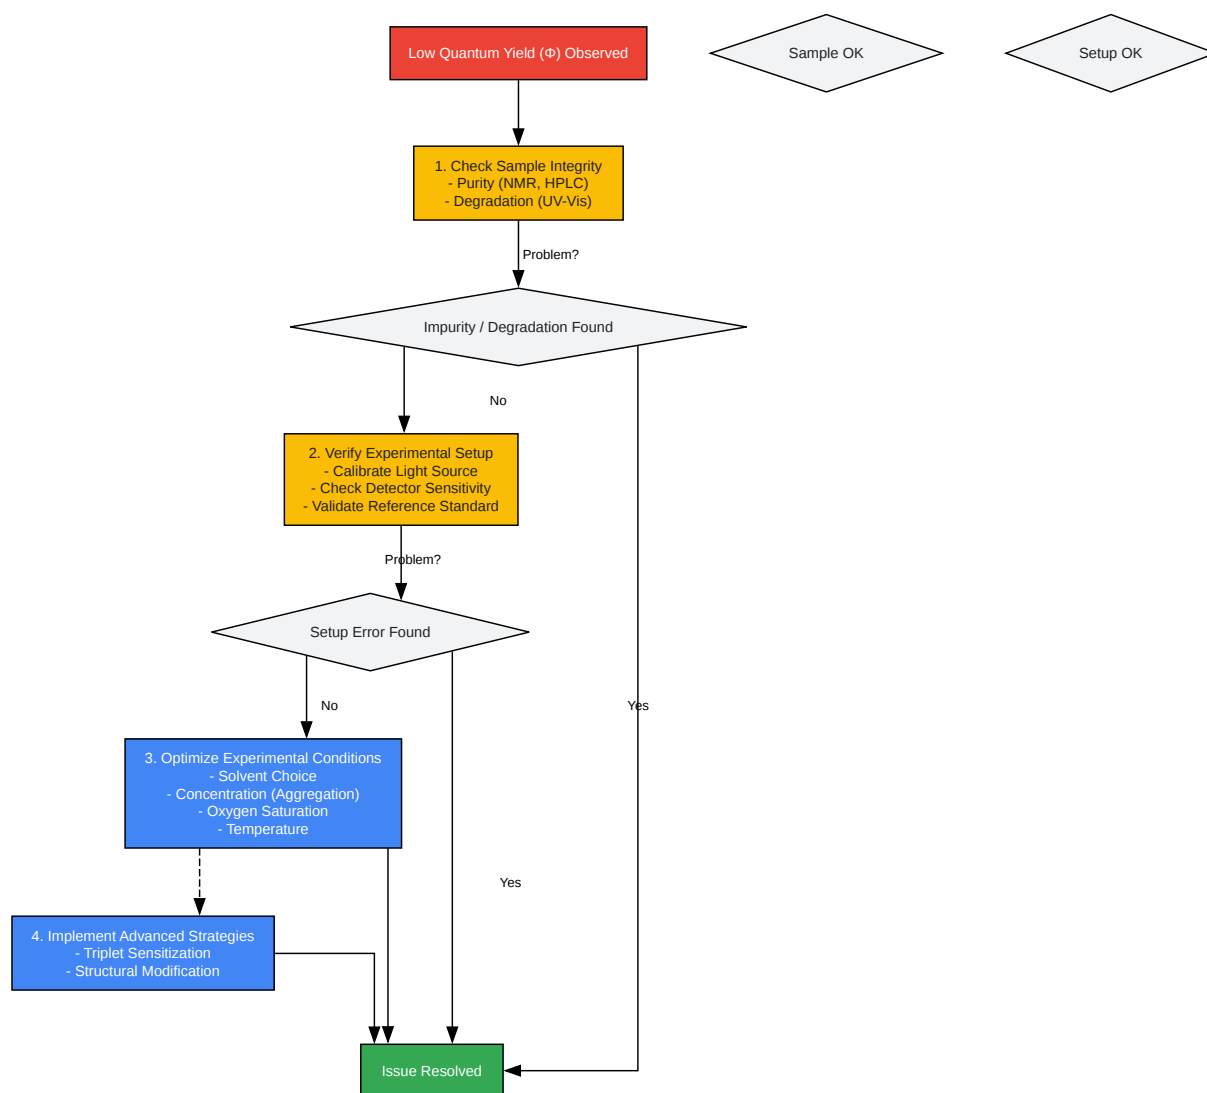 Low Quantum Yield (Φ) Observed
Sample OK
Setup OK
1. Check Sample Integrity
- Purity (NMR, HPLC)
- Degradation (UV-Vis)
Problem?
Impurity / Degradation Found
No
2. Verify Experimental Setup
- Calibrate Light Source
- Check Detector Sensitivity
- Validate Reference Standard
Problem?
Setup Error Found
No
Yes
3. Optimize Experimental Conditions
- Solvent Choice
- Concentration (Aggregation)
- Oxygen Saturation
- Temperature
Yes
4. Implement Advanced Strategies
- Triplet Sensitization
- Structural Modification
Issue Resolved